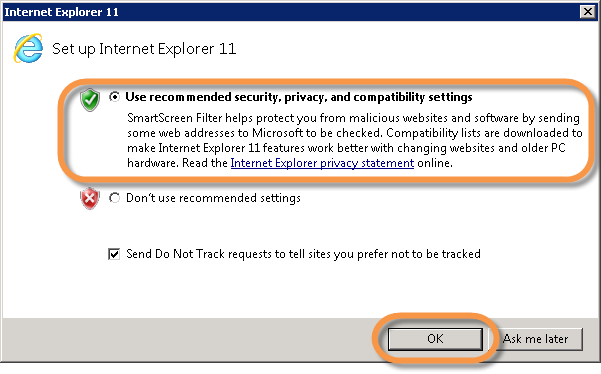 Internet Explorer 11
Set up Internet Explorer 11
Use recommended security, privacy, and compatibility settings
SmartScreen Filter helps protect you from malicious websites and software by sending
some web addresses to Microsoft to be checked. Compatibility lists are downloaded to
make Internet Explorer 11 features work better with changing websites and older PC
hardware. Read the Internet Explorer privacy statement online.
Don't use recommended settings
Send Do Not Track requests to tell sites you prefer not to be tracked
OK
Ask me later